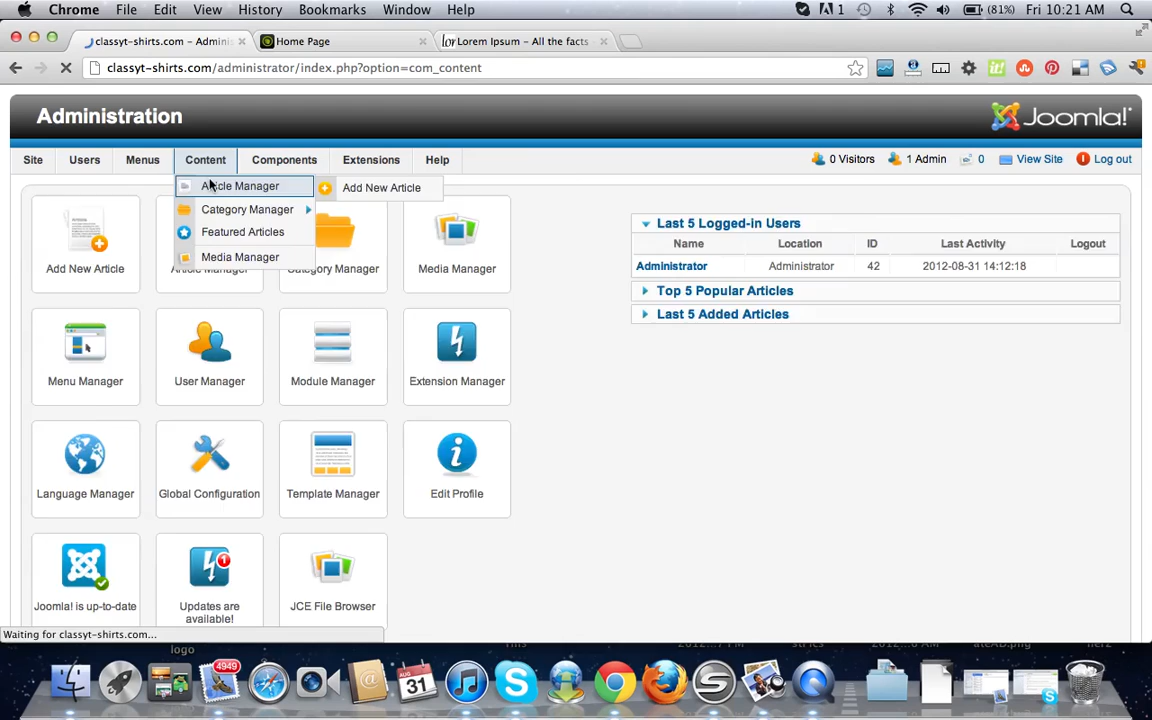 Chrome File Edit View History Bookmarks Window Help 1 (81%) Fri 10:21 AM
classyt-shirts.com – Adminis Home Page lor Lorem Ipsum - All the facts
classyt-shirts.com/administrator/index.php?option=com_content
Administration Joomla!
Site Users Menus Content Components Extensions Help 0 Visitors 1 Admin 0 View Site Log out
Article Manager Add New Article
Category Manager
Featured Articles
Media Manager
Add New Article Article Manager Category Manager Media Manager
Menu Manager User Manager Module Manager Extension Manager
Language Manager Global Configuration Template Manager Edit Profile
1
Joomla! is up-to-date Updates are available! JCE File Browser
Last 5 Logged-in Users
Name Location ID Last Activity Logout
Administrator Administrator 42 2012-08-31 14:12:18
Top 5 Popular Articles
Last 5 Added Articles
Waiting for classyt-shirts.com...
logo
4949 AUG 31